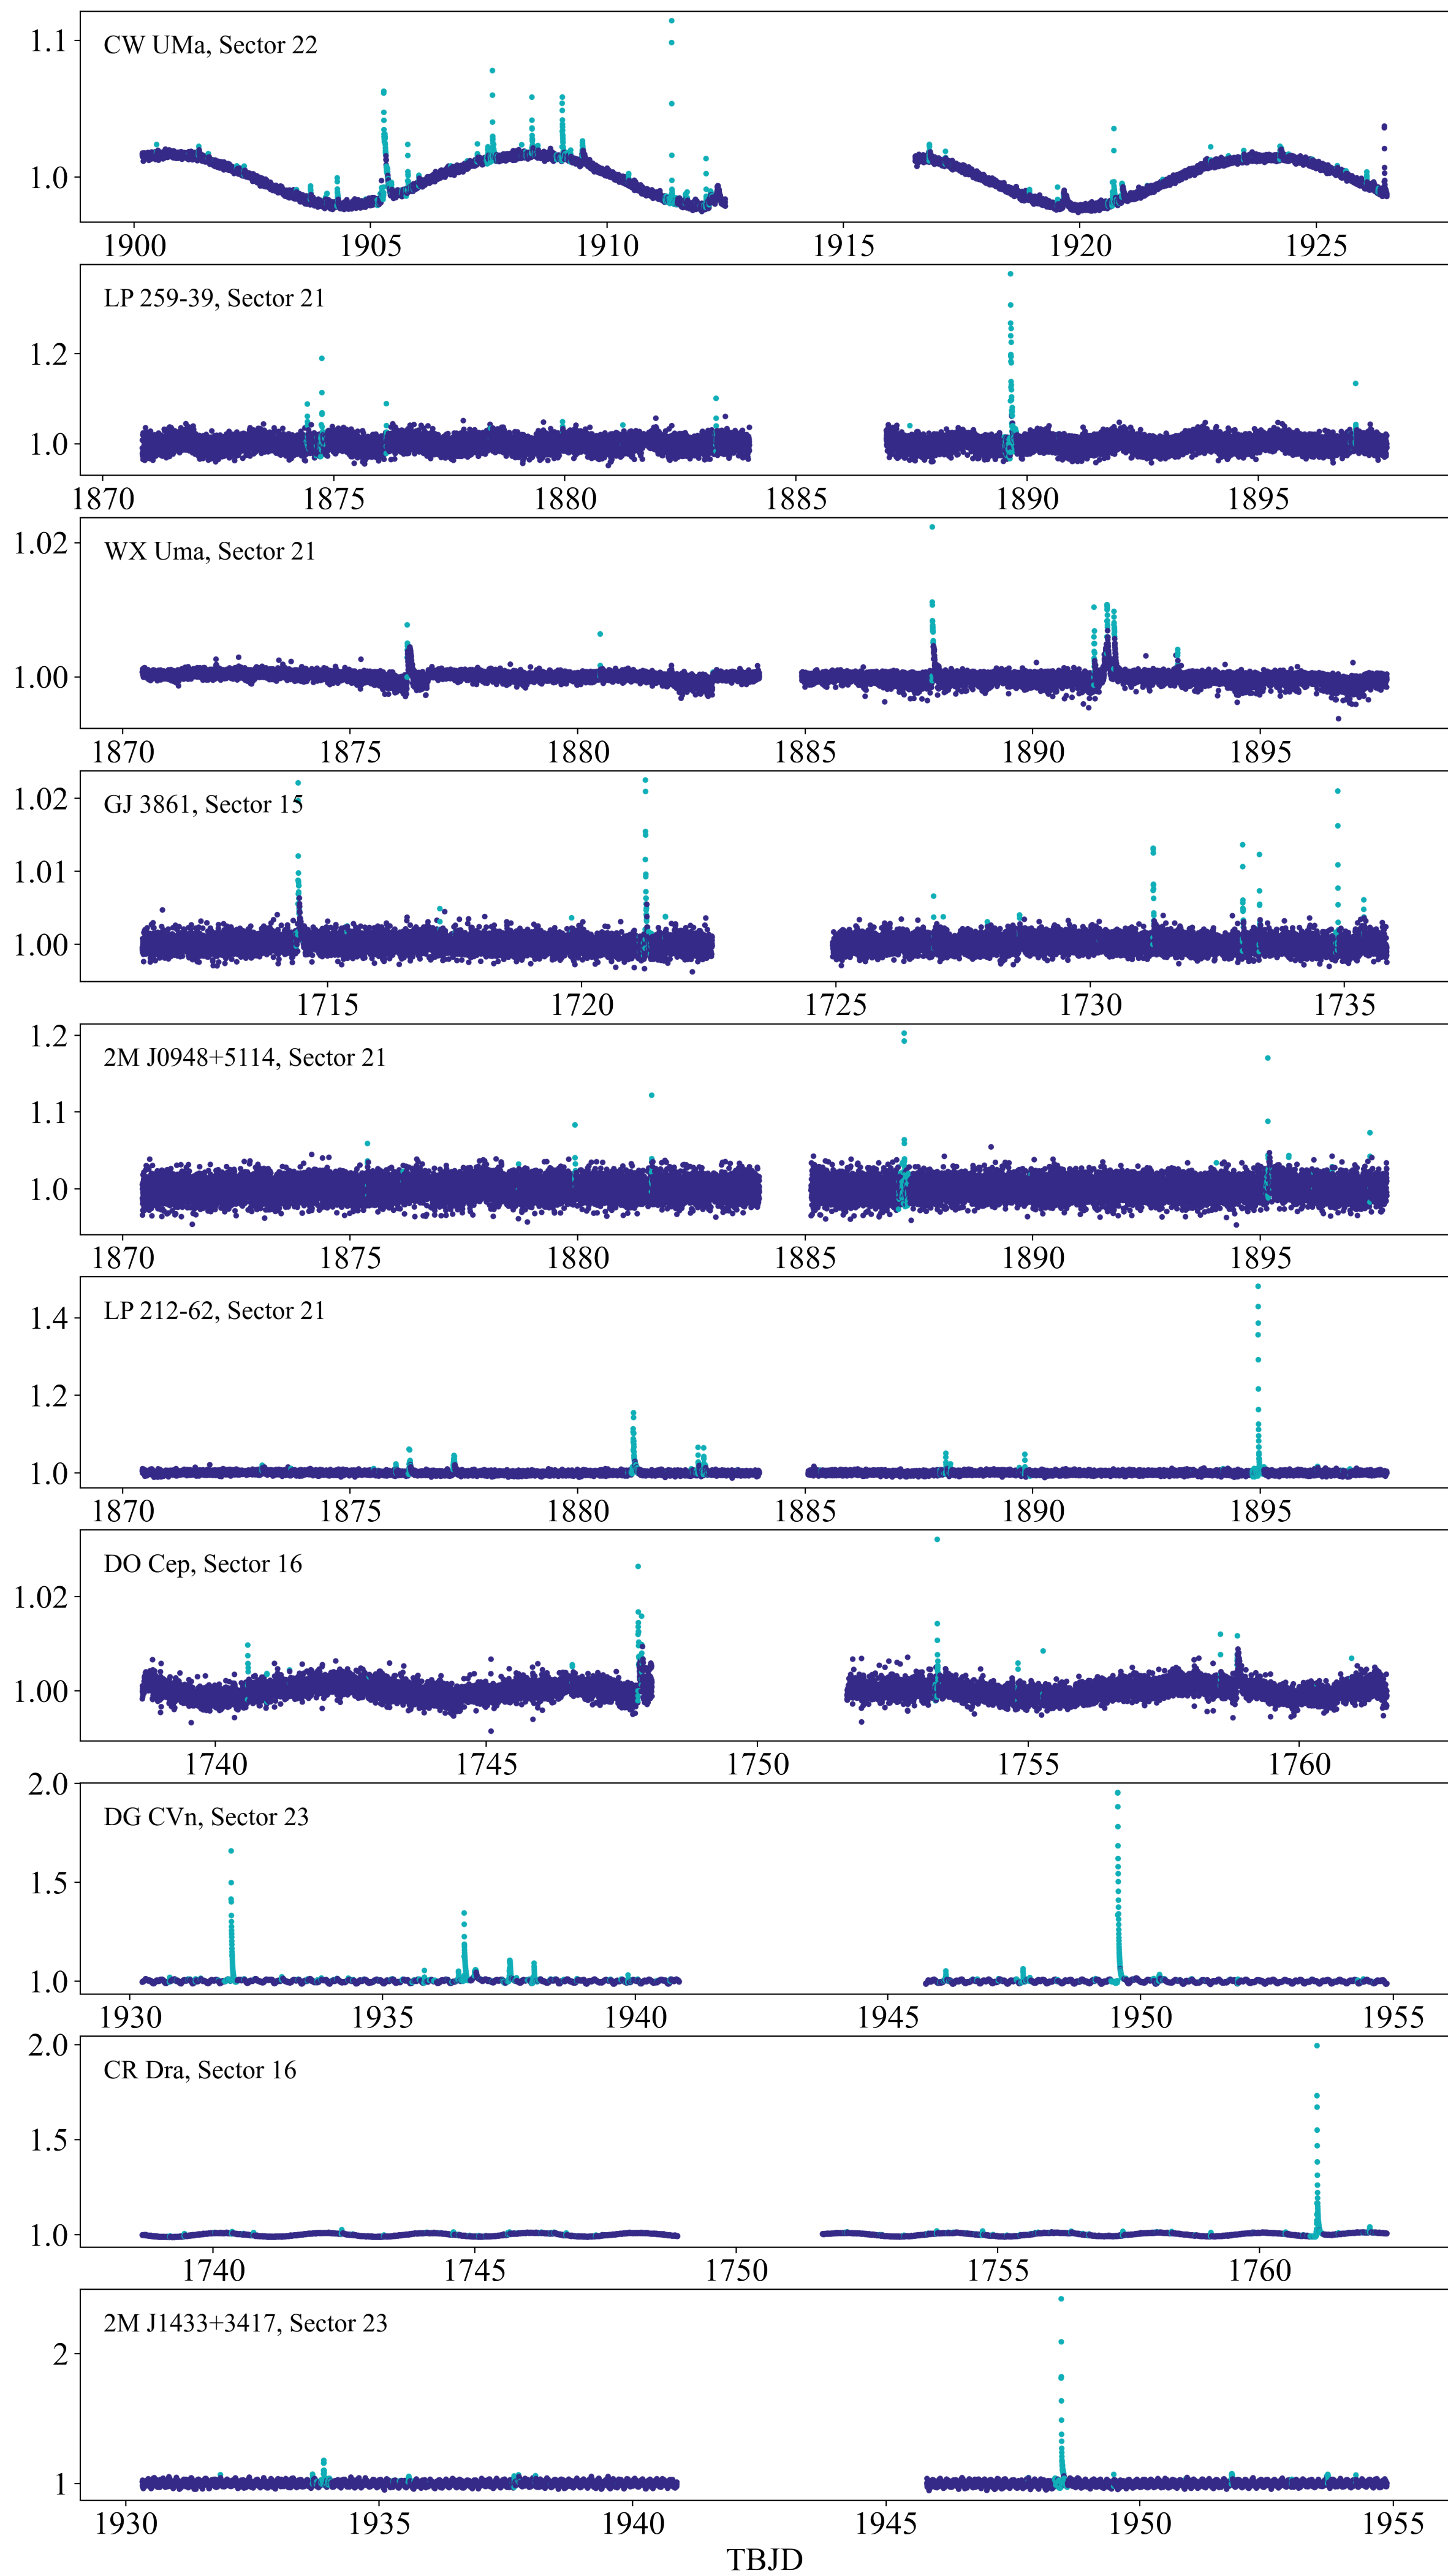 CW UMa, Sector 22
1.1
1.0
1900 1905 1910 1915 1920 1925
LP 259-39, Sector 21
1.2
1.0
1870 1875 1880 1885 1890 1895
WX Uma, Sector 21
1.02
1.00
1870 1875 1880 1885 1890 1895
GJ 3861, Sector 15
1.02
1.01
1.00
1715 1720 1725 1730 1735
2M J0948+5114, Sector 21
1.2
1.1
1.0
1870 1875 1880 1885 1890 1895
LP 212-62, Sector 21
1.4
1.2
1.0
1870 1875 1880 1885 1890 1895
DO Cep, Sector 16
1.02
1.00
1740 1745 1750 1755 1760
DG CVn, Sector 23
2.0
1.5
1.0
1930 1935 1940 1945 1950 1955
CR Dra, Sector 16
2.0
1.5
1.0
1740 1745 1750 1755 1760
2M J1433+3417, Sector 23
2
1
1930 1935 1940 1945 1950 1955
TBJD